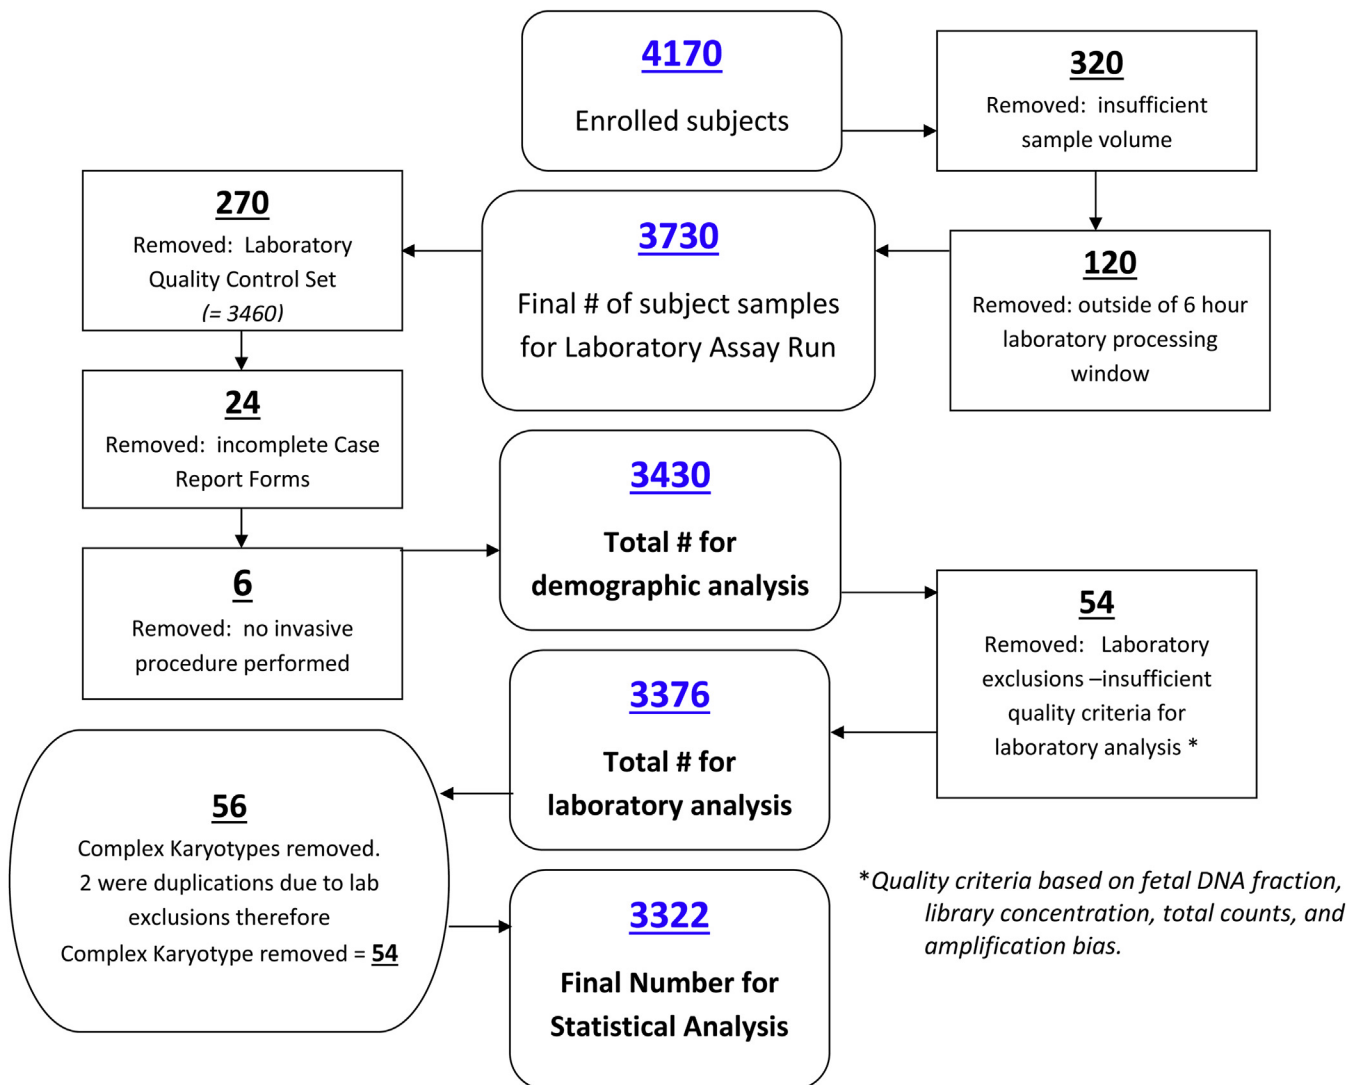 4170
Enrolled subjects
320
Removed:  insufficient
sample volume
120
Removed: outside of 6 hour
laboratory processing
window
3730
Final # of subject samples
for Laboratory Assay Run
270
Removed:  Laboratory
Quality Control Set
(= 3460)
24
Removed:  incomplete Case
Report Forms
6
Removed:  no invasive
procedure performed
3430
Total # for
demographic analysis
54
Removed:   Laboratory
exclusions –insufficient
quality criteria for
laboratory analysis *
3376
Total # for
laboratory analysis
56
Complex Karyotypes removed.
2 were duplications due to lab
exclusions therefore
Complex Karyotype removed = 54
3322
Final Number for
Statistical Analysis
*Quality criteria based on fetal DNA fraction,
library concentration, total counts, and
amplification bias.